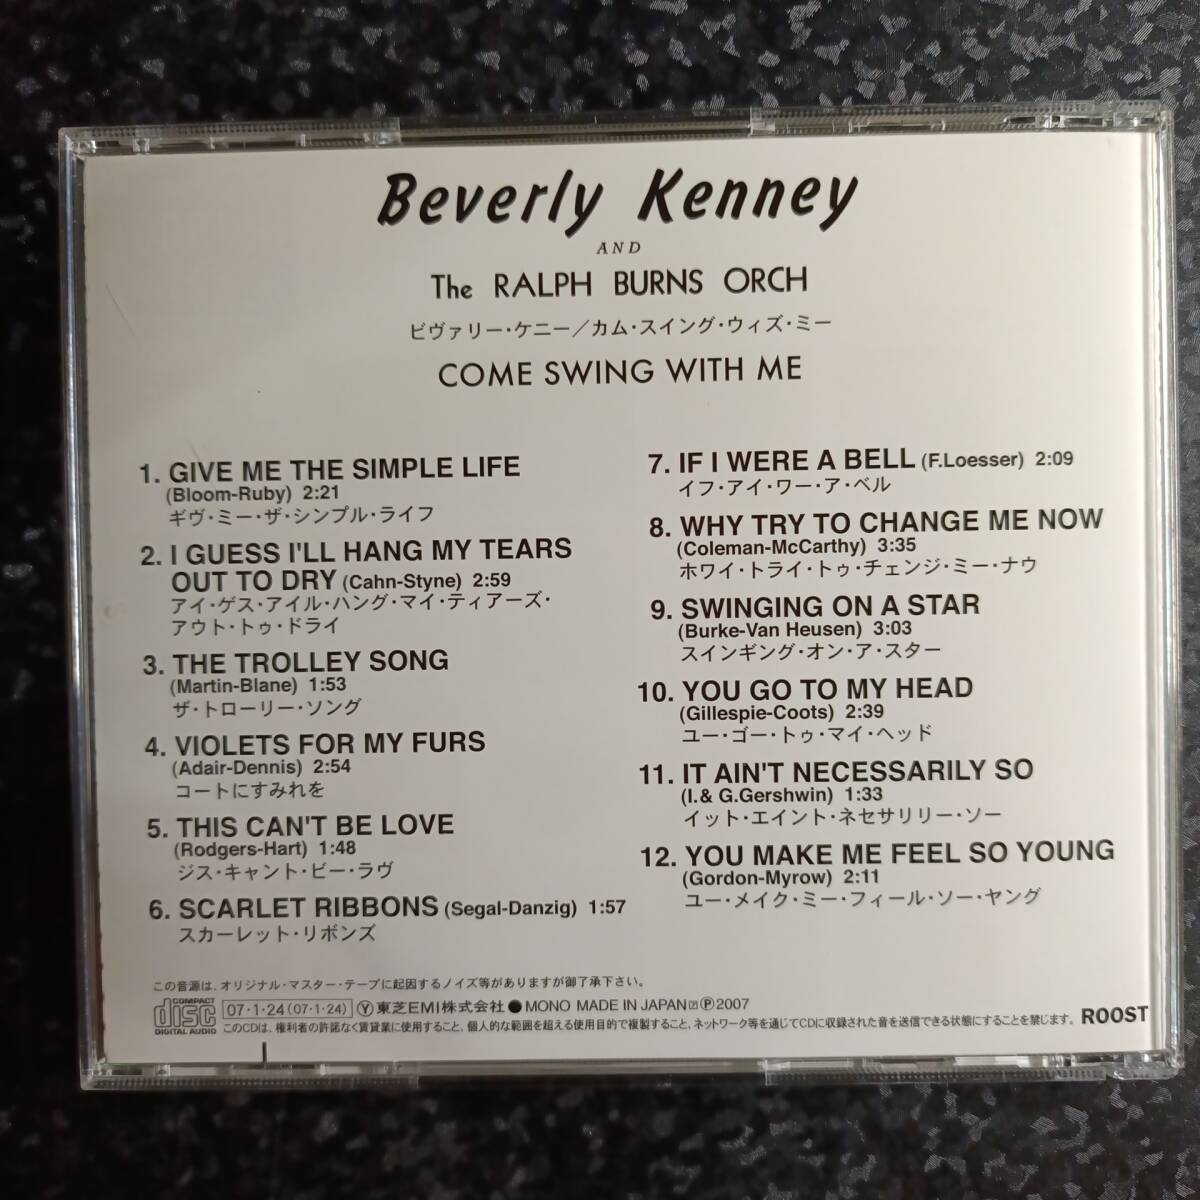 Beverly Kenney
AND
The RALPH BURNS ORCH
ビヴァリー・ケニー／カム・スイング・ウィズ・ミー
COME SWING WITH ME
1. GIVE ME THE SIMPLE LIFE
(Bloom-Ruby) 2:21
ギヴ・ミー・ザ・シンプル・ライフ
2. I GUESS I'LL HANG MY TEARS
OUT TO DRY (Cahn-Styne) 2:59
アイ・ゲス・アイル・ハング・マイ・ティアーズ・
アウト・トゥ・ドライ
3. THE TROLLEY SONG
(Martin-Blane) 1:53
ザ・トローリー・ソング
4. VIOLETS FOR MY FURS
(Adair-Dennis) 2:54
コートにすみれを
5. THIS CAN'T BE LOVE
(Rodgers-Hart) 1:48
ジス・キャント・ビー・ラヴ
6. SCARLET RIBBONS (Segal-Danzig) 1:57
スカーレット・リボンズ
7. IF I WERE A BELL (F.Loesser) 2:09
イフ・アイ・ワー・ア・ベル
8. WHY TRY TO CHANGE ME NOW
(Coleman-McCarthy) 3:35
ホワイ・トライ・トゥ・チェンジ・ミー・ナウ
9. SWINGING ON A STAR
(Burke-Van Heusen) 3:03
スインギング・オン・ア・スター
10. YOU GO TO MY HEAD
(Gillespie-Coots) 2:39
ユー・ゴー・トゥ・マイ・ヘッド
11. IT AIN'T NECESSARILY SO
(I.& G.Gershwin) 1:33
イット・エイント・ネセサリリー・ソー
12. YOU MAKE ME FEEL SO YOUNG
(Gordon-Myrow) 2:11
ユー・メイク・ミー・フィール・ソー・ヤング
この音源は、オリジナル・マスター・テープに起因するノイズ等がありますが御了承下さい。
COMPACT disc DIGITAL AUDIO
07・1・24 (07・1・24) Ⓨ東芝EMI株式会社 ● MONO MADE IN JAPAN Ⓟ2007
このCDは、権利者の許諾なく賃貸業に使用すること、個人的な範囲を超える使用目的で複製すること、ネットワーク等を通じてCDに収録された音を送信できる状態にすることを禁じます。
ROOST